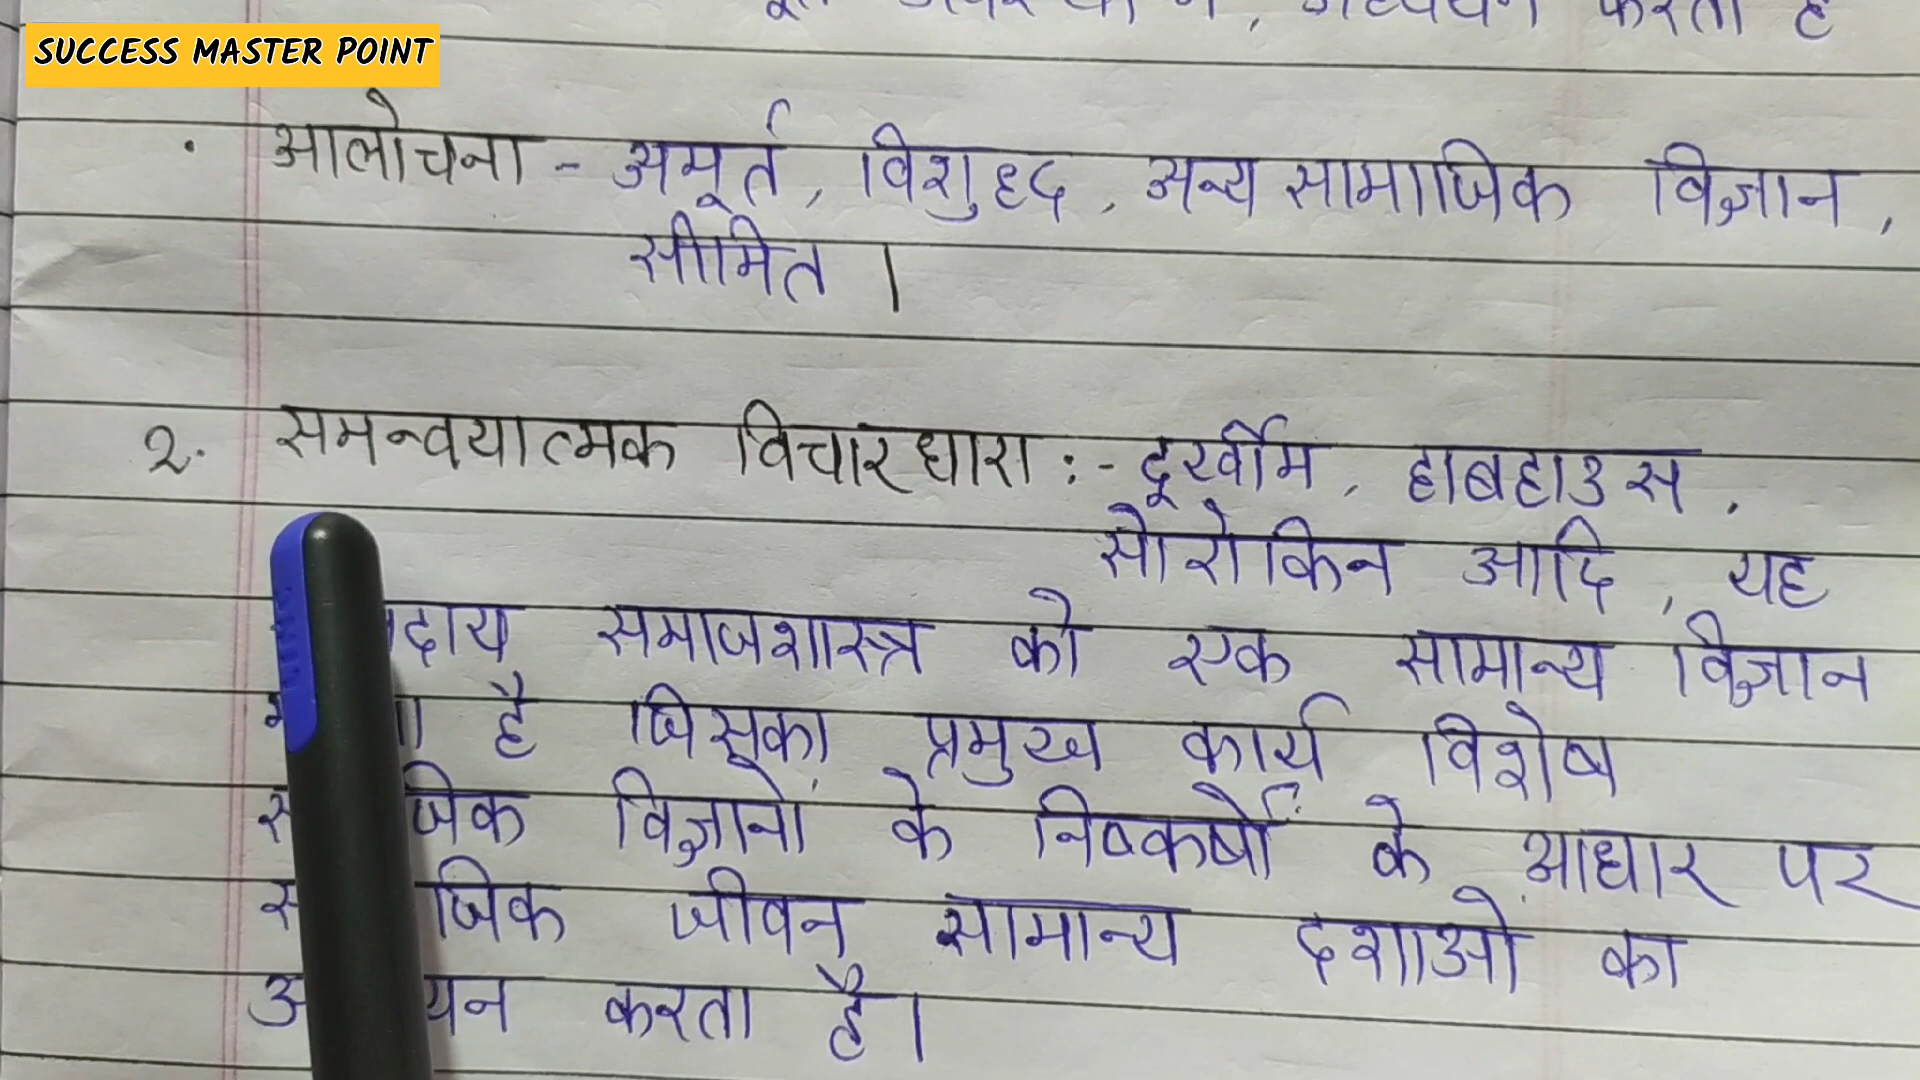 SUCCESS MASTER POINT
करता है
• आलोचना - अमूर्त, विशुद्ध, अन्य सामाजिक विज्ञान,
सीमित |
2. समन्वयात्मक विचारधारा :- दूर्खीम, हाबहाउस,
सोरोकिन आदि, यह
समाजशास्त्र को एक सामान्य विज्ञान
है जिसका प्रमुख कार्य विशेष
विज्ञानों के निष्कर्षों के आधार पर
जीवन सामान्य दशाओं का
करता है |